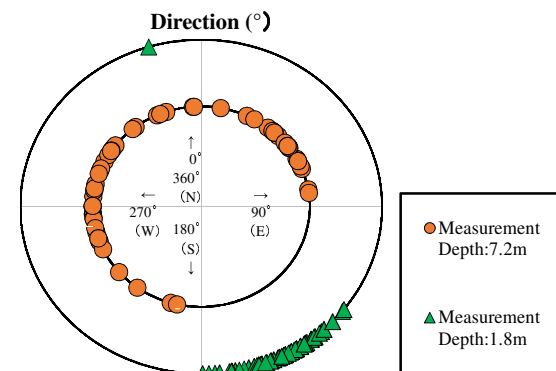 Direction (°)
↑
0°
360°
(N)
←
→
270°
90°
(W)
180°
(E)
(S)
↓
Measurement
Depth:7.2m
Measurement
Depth:1.8m